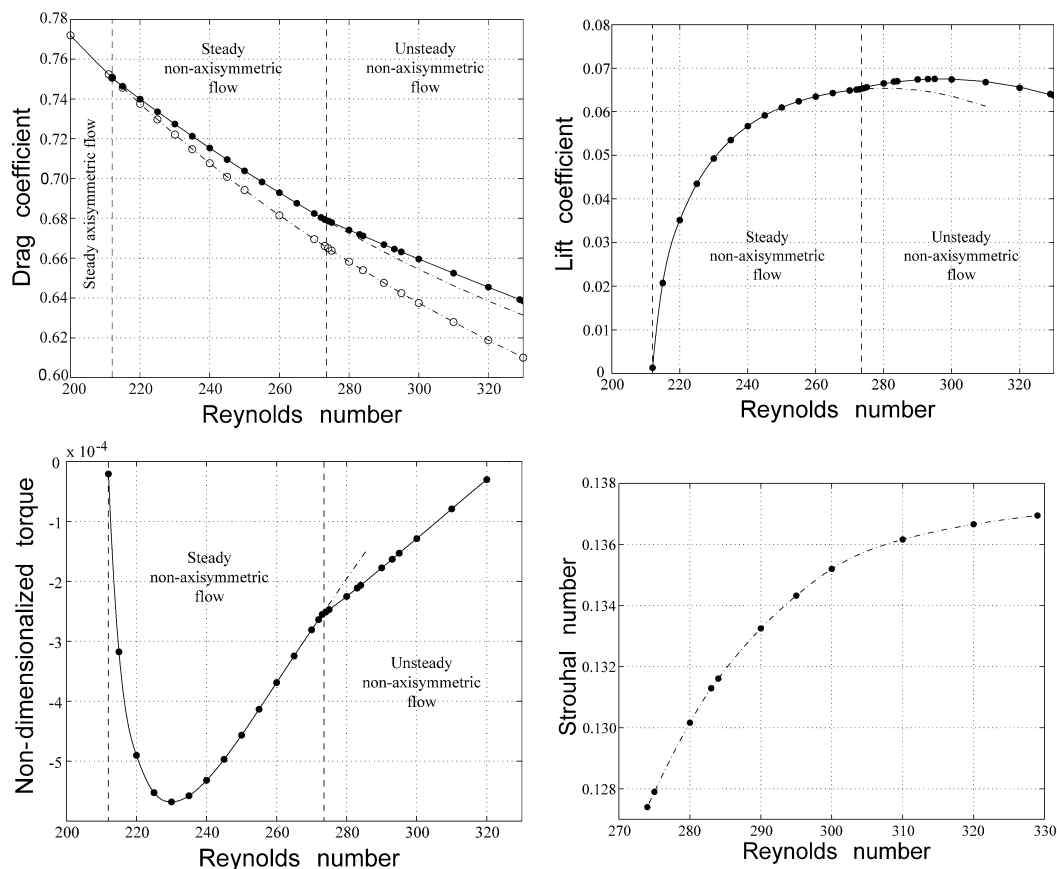 0.78
0.76
0.74
0.72
0.70
0.68
0.66
0.64
0.62
0.60
Drag coefficient
Steady axisymmetric flow
Steady
non-axisymmetric
flow
Unsteady
non-axisymmetric
flow
200 220 240 260 280 300 320
Reynolds number
0.08
0.07
0.06
0.05
0.04
0.03
0.02
0.01
0
Lift coefficient
Steady
non-axisymmetric
flow
Unsteady
non-axisymmetric
flow
200 220 240 260 280 300 320
Reynolds number
x 10-4
0
-1
-2
-3
-4
-5
Non-dimensionalized torque
Steady
non-axisymmetric
flow
Unsteady
non-axisymmetric
flow
200 220 240 260 280 300 320
Reynolds number
0.138
0.136
0.134
0.132
0.130
0.128
Strouhal number
270 280 290 300 310 320 330
Reynolds number